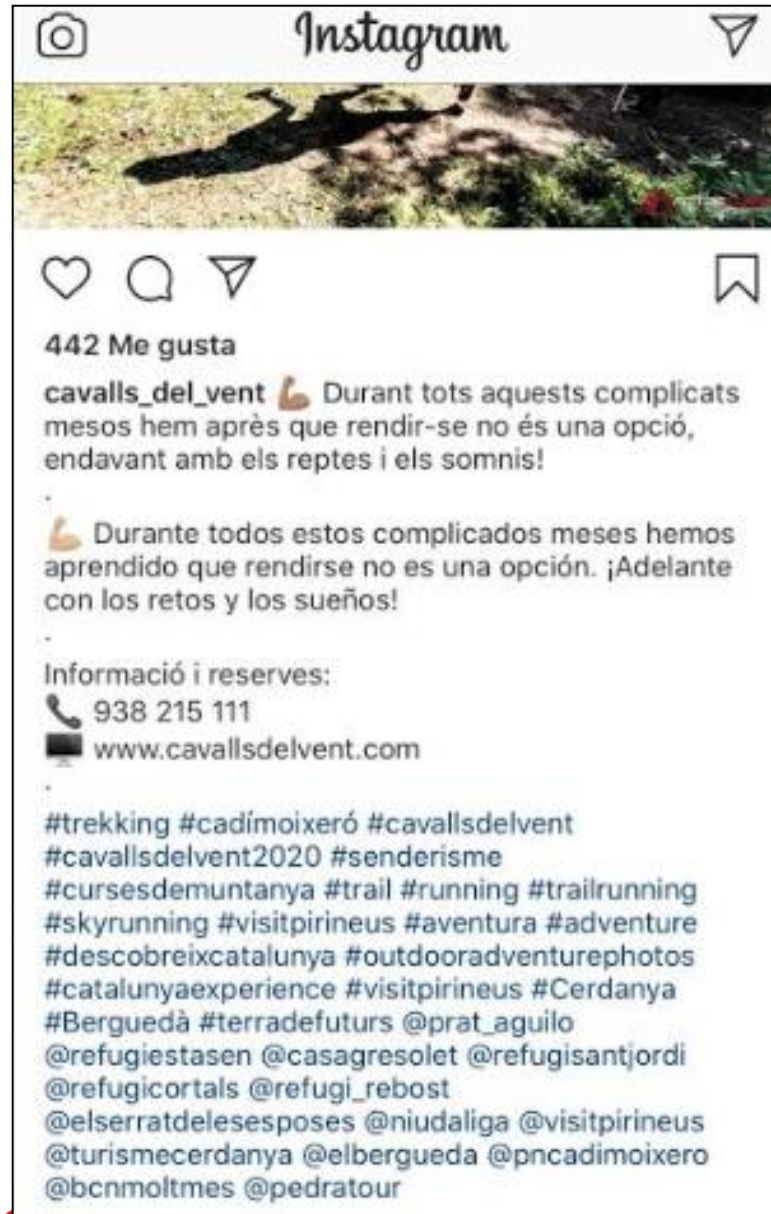 Instagram
442 Me gusta
cavalls_del_vent 💪🏽 Durant tots aquests complicats
mesos hem après que rendir-se no és una opció,
endavant amb els reptes i els somnis!
.
💪🏼 Durante todos estos complicados meses hemos
aprendido que rendirse no es una opción. ¡Adelante
con los retos y los sueños!
.
Informació i reserves:
📞 938 215 111
🖥️ www.cavallsdelvent.com
.
#trekking #cadímoixeró #cavallsdelvent
#cavallsdelvent2020 #senderisme
#cursesdemuntanya #trail #running #trailrunning
#skyrunning #visitpirineus #aventura #adventure
#descobreixcatalunya #outdooradventurephotos
#catalunyaexperience #visitpirineus #Cerdanya
#Berguedà #terradefuturs @prat_aguilo
@refugiestasen @casagresolet @refugisantjordi
@refugicortals @refugi_rebost
@elserratdelesesposes @niudaliga @visitpirineus
@turismecerdanya @elbergueda @pncadimoixero
@bcnmoltmes @pedratour